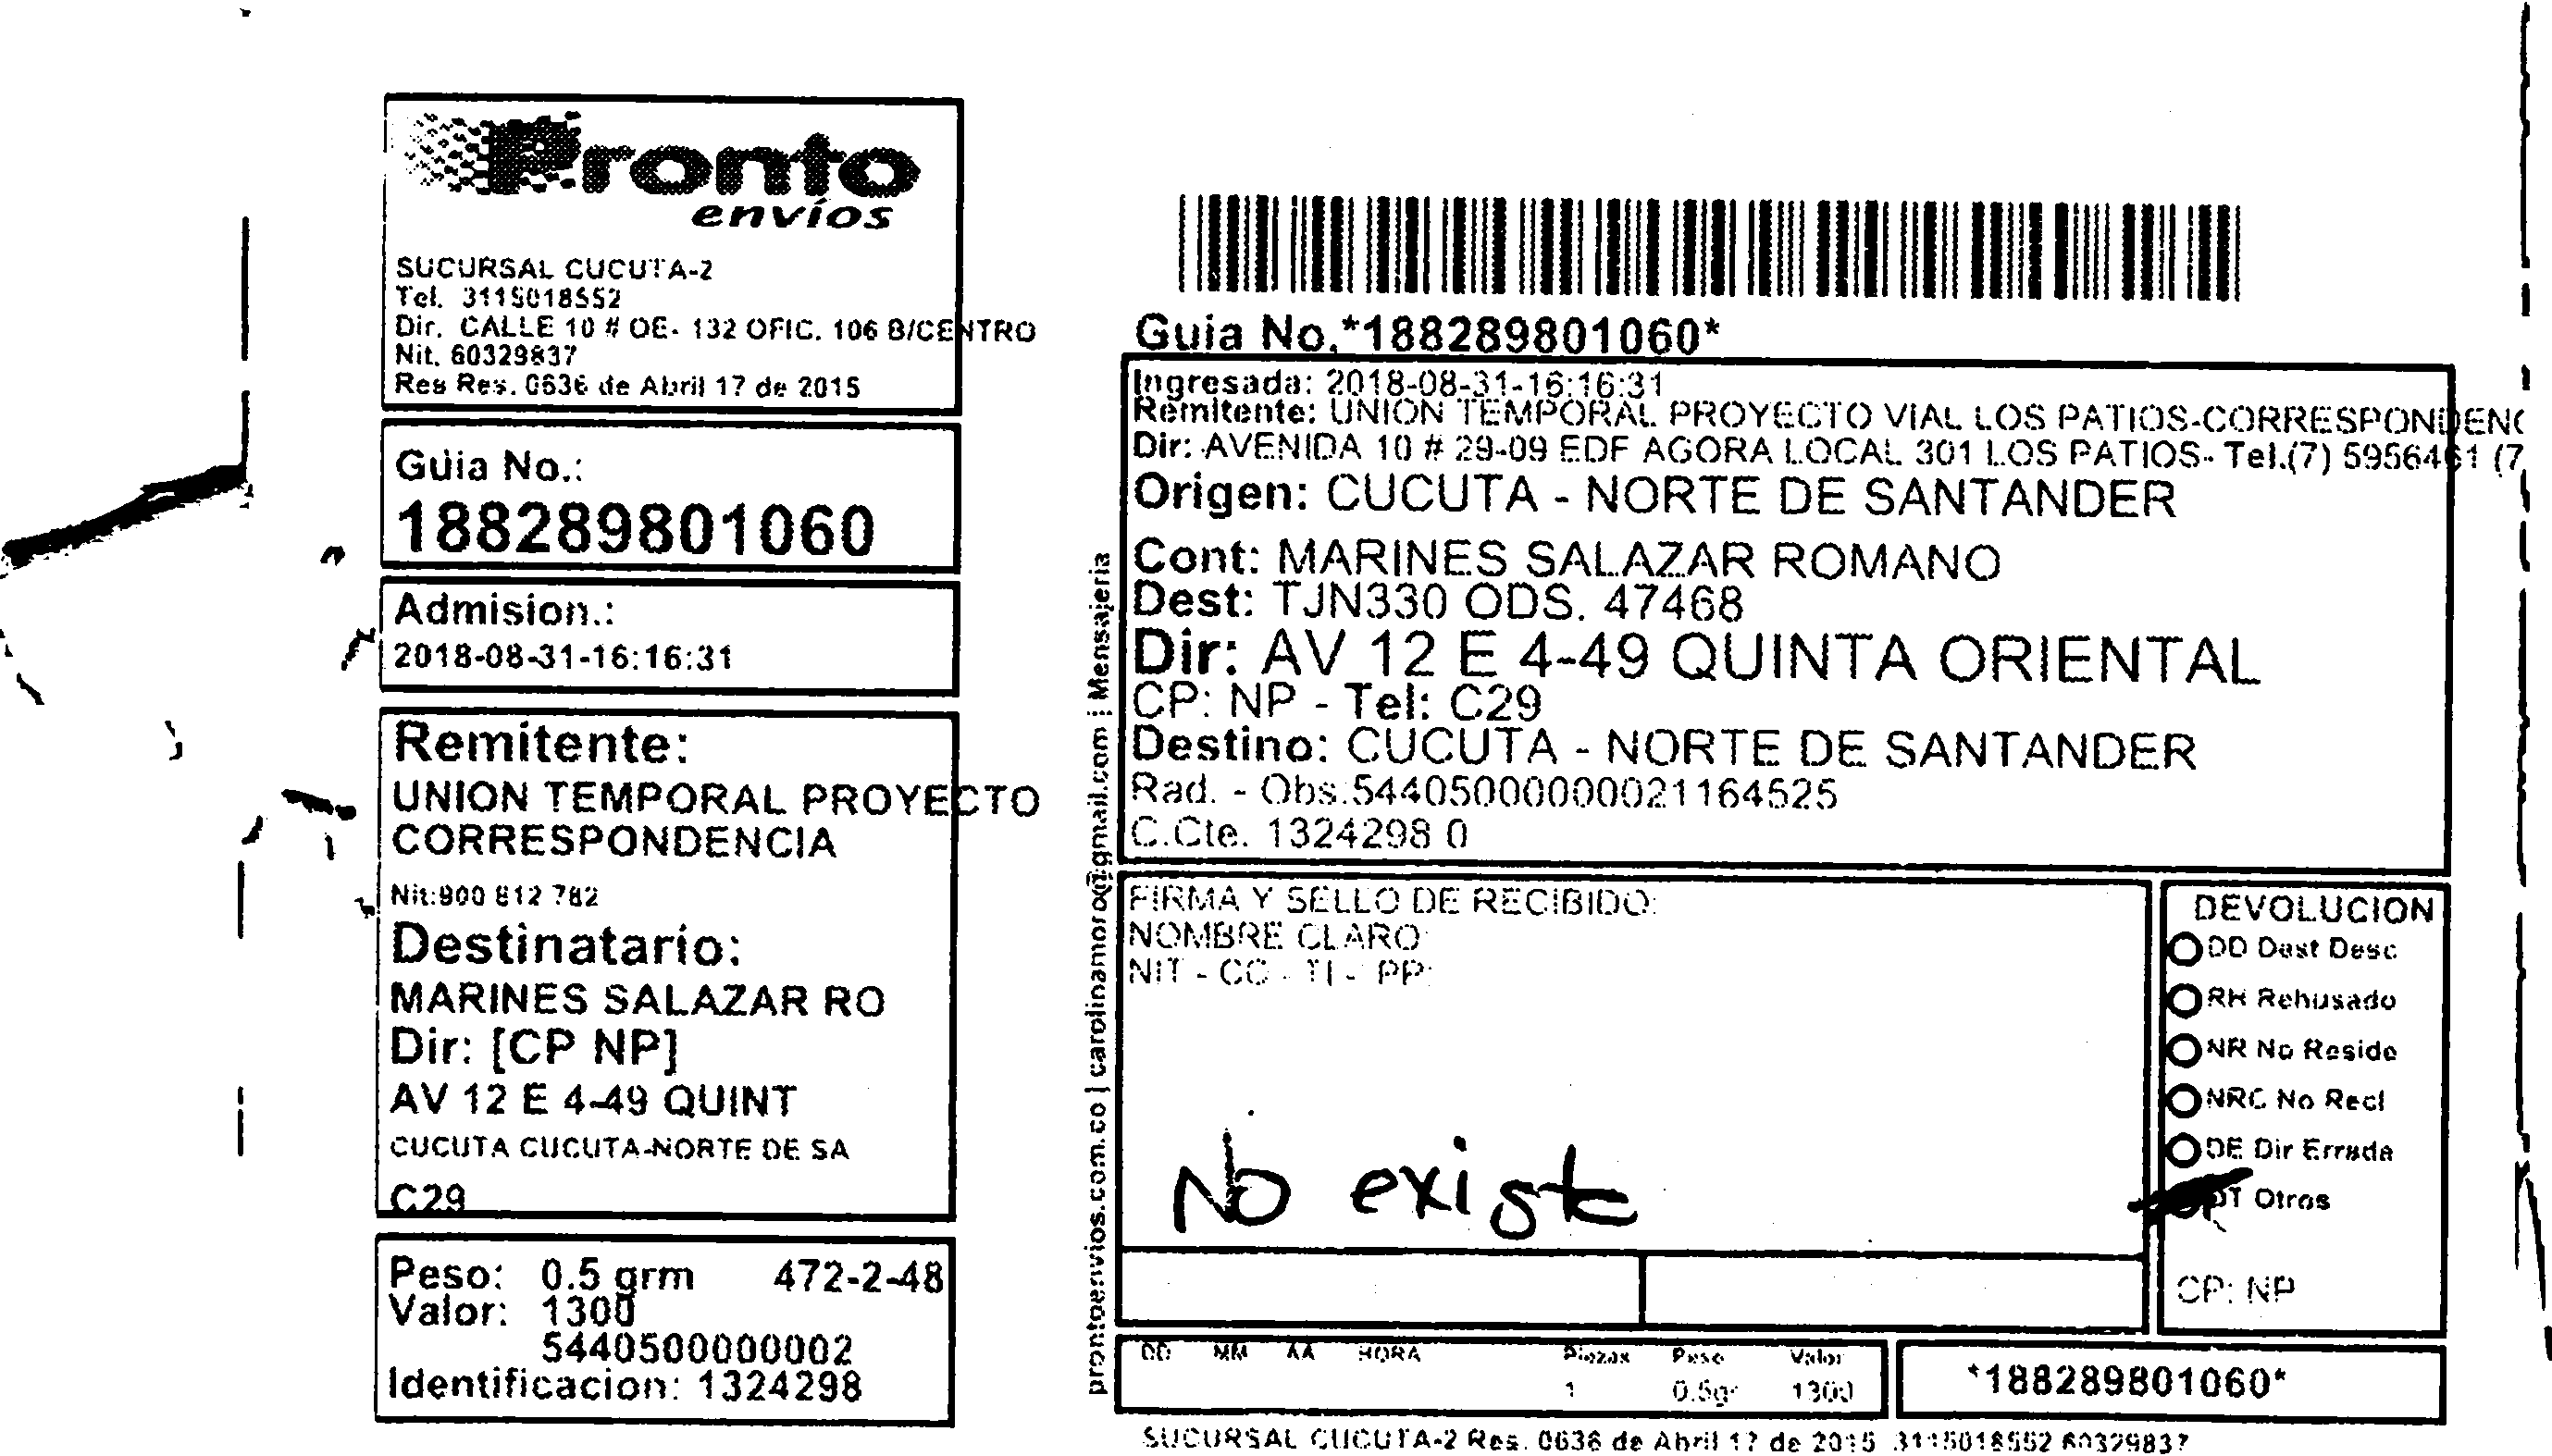 Pronto
envíos
SUCURSAL CUCUTA-2
Tel. 3115018552
Dir. CALLE 10 # OE- 132 OFIC. 106 B/CENTRO
Nit. 60329837
Res Res. 0636 de Abril 17 de 2015
Guia No.:
188289801060
Admision.:
2018-08-31-16:16:31
Remitente:
UNION TEMPORAL PROYECTO
CORRESPONDENCIA
Nit:900 812 782
Destinatario:
MARINES SALAZAR RO
Dir: [CP NP]
AV 12 E 4-49 QUINT
CUCUTA CUCUTA-NORTE DE SA
C29
Peso: 0.5 grm 472-2-48
Valor: 1300
5440500000002
Identificacion: 1324298
prontoenvios.com.co | carolinamoro@gmail.com | Mensajeria
Guia No.*188289801060*
Ingresada: 2018-08-31-16:16:31
Remitente: UNION TEMPORAL PROYECTO VIAL LOS PATIOS-CORRESPONDENC
Dir: AVENIDA 10 # 29-09 EDF AGORA LOCAL 301 LOS PATIOS- Tel.(7) 5956461 (7
Origen: CUCUTA - NORTE DE SANTANDER
Cont: MARINES SALAZAR ROMANO
Dest: TJN330 ODS. 47468
Dir: AV 12 E 4-49 QUINTA ORIENTAL
CP: NP - Tel: C29
Destino: CUCUTA - NORTE DE SANTANDER
Rad. - Obs:544050000000021164525
C.Cte. 1324298 0
FIRMA Y SELLO DE RECIBIDO:
NOMBRE CLARO:
NIT - CC - TI - PP:
No existe
DEVOLUCION
DD Dest Desc
RH Rehusado
NR No Reside
NRC No Recl
DE Dir Errada
OT Otros
CP: NP
DD MM AA HORA Piezas Peso Valor
1 0.5gr 1300
*188289801060*
SUCURSAL CUCUTA-2 Res. 0636 de Abril 17 de 2015 3115018552 60329837